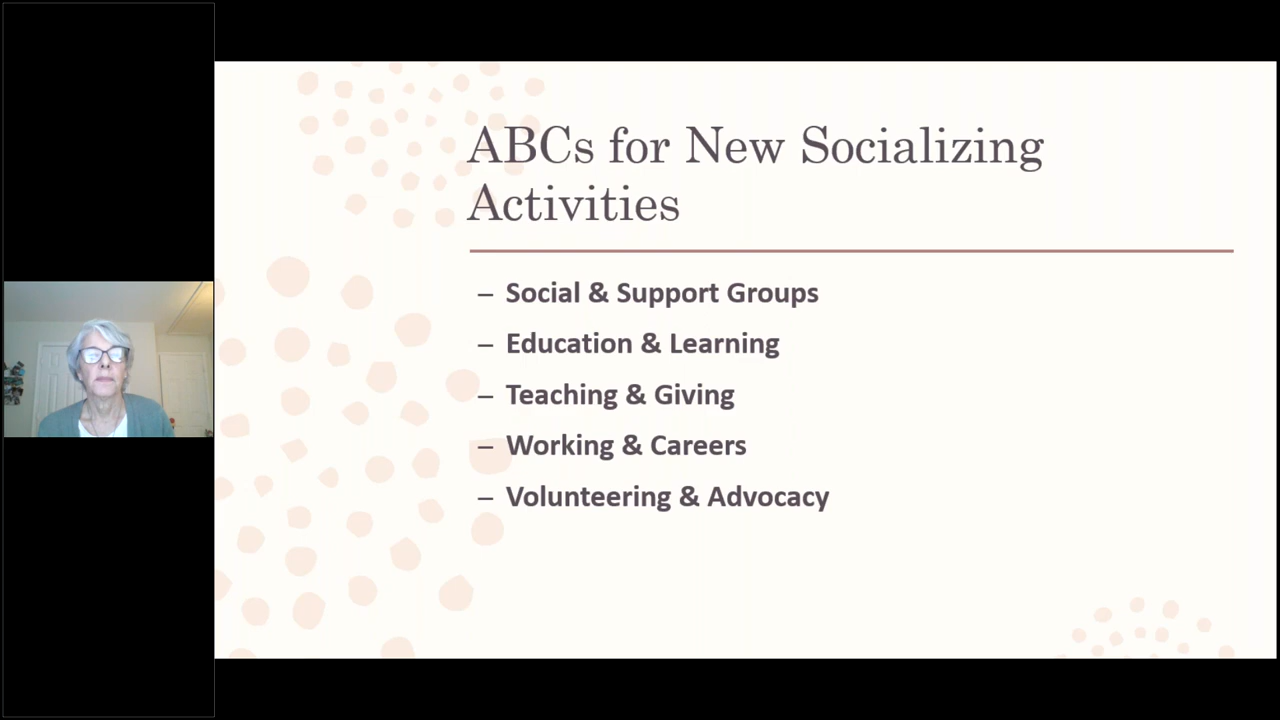 ABCs for New Socializing
Activities
– Social & Support Groups
– Education & Learning
– Teaching & Giving
– Working & Careers
– Volunteering & Advocacy